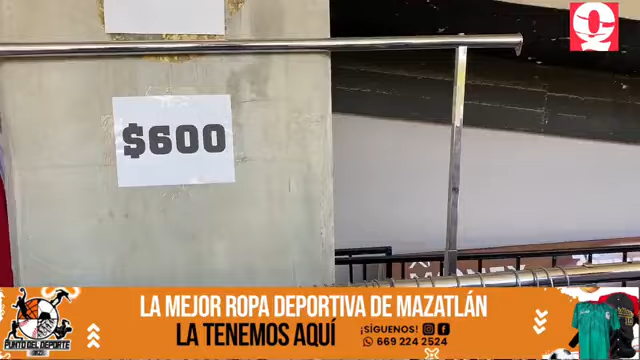 $600
LA MEJOR ROPA DEPORTIVA DE MAZATLÁN
LA TENEMOS AQUÍ
¡SÍGUENOS!
669 224 2524
PUNTO DEL DEPORTE